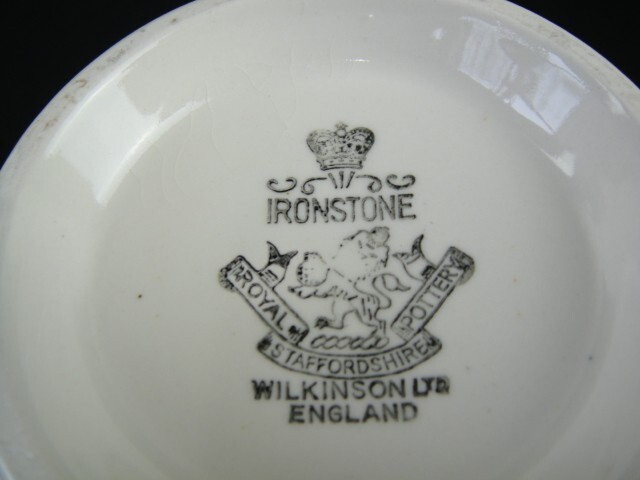 IRONSTONE
ROYAL STAFFORDSHIRE POTTERY
WILKINSON LTD
ENGLAND